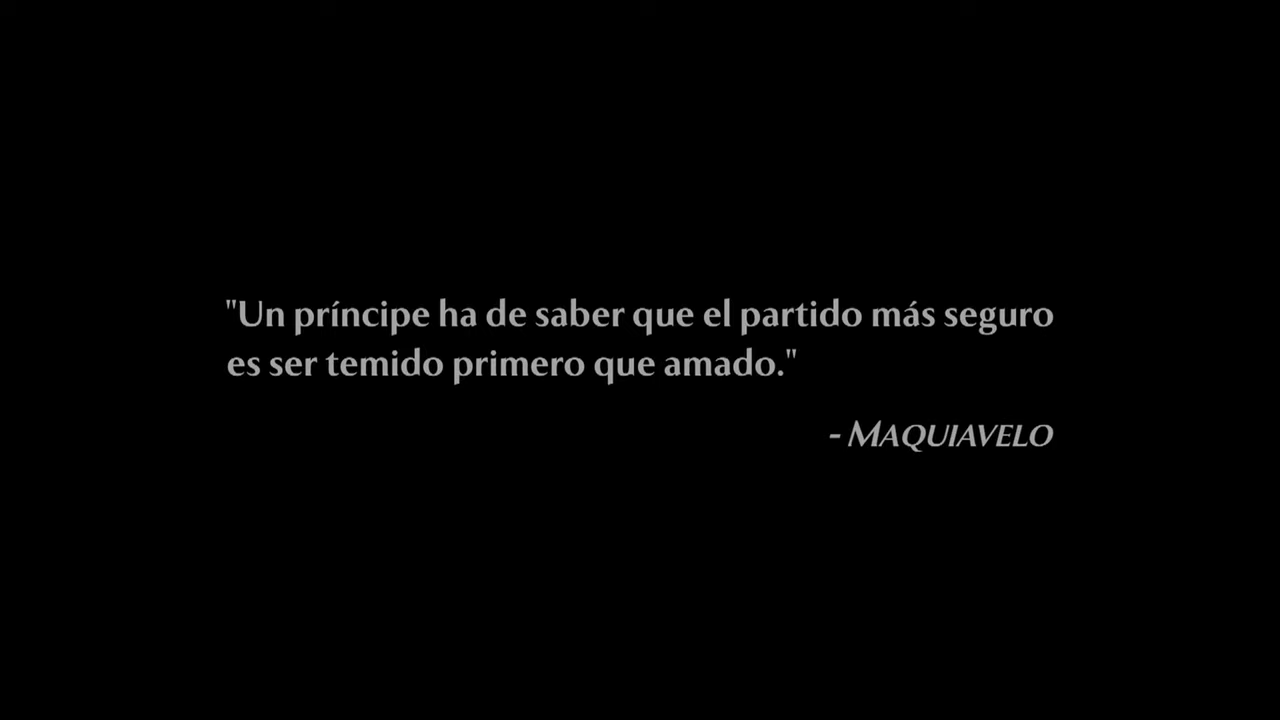 "Un príncipe ha de saber que el partido más seguro
es ser temido primero que amado."
- MAQUIAVELO